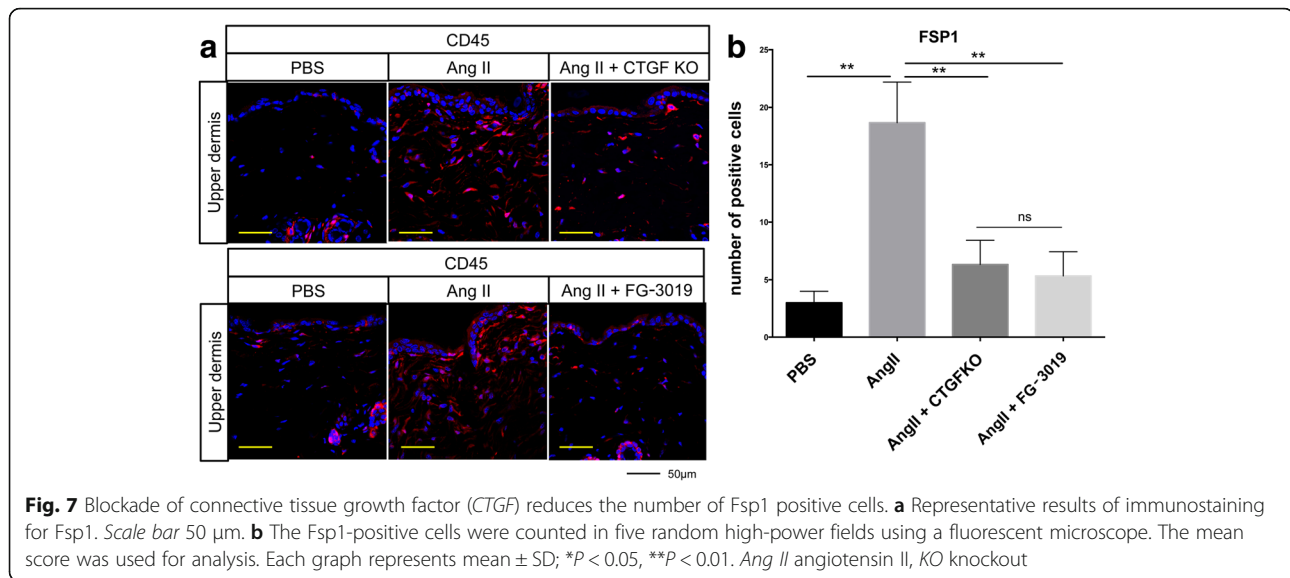 a
CD45
PBS Ang II Ang II + CTGF KO
Upper dermis
CD45
PBS Ang II Ang II + FG-3019
Upper dermis
50μm
b
FSP1
number of positive cells
25
20
15
10
5
0
**
**
**
ns
PBS
AngII
AngII + CTGFKO
AngII + FG-3019
Fig. 7 Blockade of connective tissue growth factor (CTGF) reduces the number of Fsp1 positive cells. a Representative results of immunostaining
for Fsp1. Scale bar 50 μm. b The Fsp1-positive cells were counted in five random high-power fields using a fluorescent microscope. The mean
score was used for analysis. Each graph represents mean ± SD; *P < 0.05, **P < 0.01. Ang II angiotensin II, KO knockout